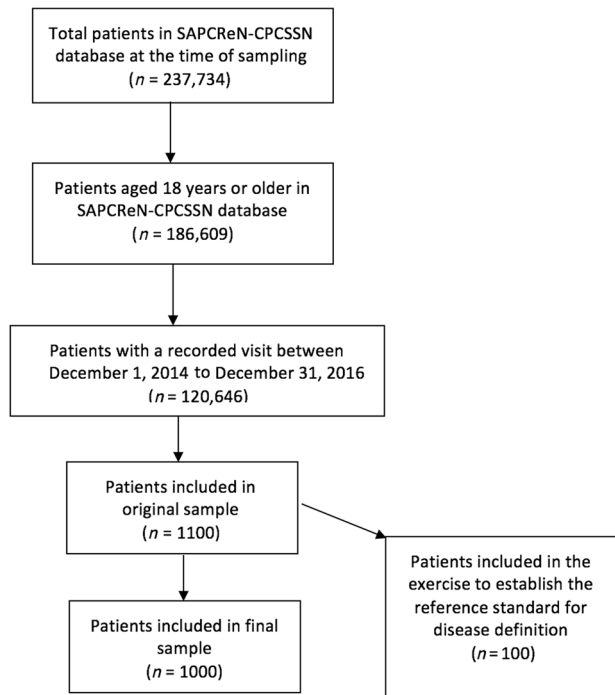 Total patients in SAPCReN-CPCSSN
database at the time of sampling
(n = 237,734)
Patients aged 18 years or older in
SAPCReN-CPCSSN database
(n = 186,609)
Patients with a recorded visit between
December 1, 2014 to December 31, 2016
(n = 120,646)
Patients included in
original sample
(n = 1100)
Patients included in the
exercise to establish the
reference standard for
disease definition
(n = 100)
Patients included in final
sample
(n = 1000)